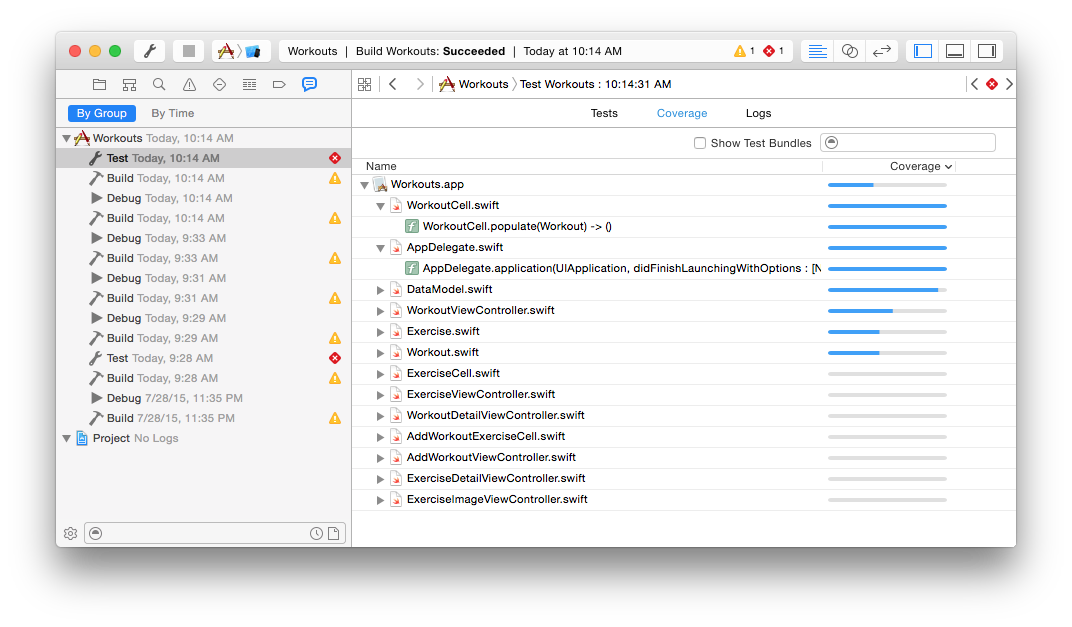 Workouts | Build Workouts: Succeeded | Today at 10:14 AM 1 1
Workouts Test Workouts : 10:14:31 AM
By Group By Time
Tests Coverage Logs
Show Test Bundles
Workouts Today, 10:14 AM
Test Today, 10:14 AM
Build Today, 10:14 AM
Debug Today, 10:14 AM
Build Today, 10:14 AM
Debug Today, 9:33 AM
Build Today, 9:33 AM
Debug Today, 9:31 AM
Build Today, 9:31 AM
Debug Today, 9:29 AM
Build Today, 9:29 AM
Test Today, 9:28 AM
Build Today, 9:28 AM
Debug 7/28/15, 11:35 PM
Build 7/28/15, 11:35 PM
Project No Logs
Name Coverage
Workouts.app
WorkoutCell.swift
f WorkoutCell.populate(Workout) -> ()
AppDelegate.swift
f AppDelegate.application(UIApplication, didFinishLaunchingWithOptions : [N
DataModel.swift
WorkoutViewController.swift
Exercise.swift
Workout.swift
ExerciseCell.swift
ExerciseViewController.swift
WorkoutDetailViewController.swift
AddWorkoutExerciseCell.swift
AddWorkoutViewController.swift
ExerciseDetailViewController.swift
ExerciseImageViewController.swift